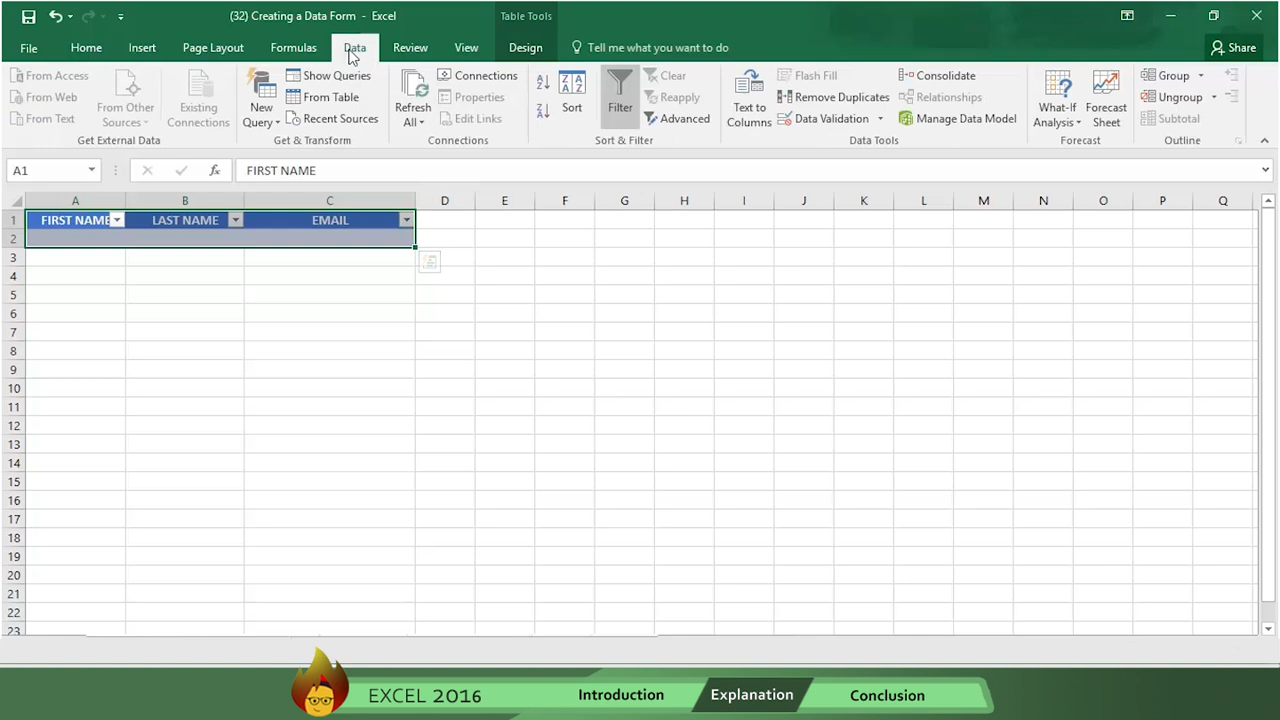 (32) Creating a Data Form - Excel
Table Tools
File Home Insert Page Layout Formulas Data Review View Design Tell me what you want to do Share
From Access
From Web
From Text
From Other Sources
Existing Connections
Get External Data
New Query
Show Queries
From Table
Recent Sources
Get & Transform
Refresh All
Connections
Properties
Edit Links
Connections
Sort
Filter
Clear
Reapply
Advanced
Sort & Filter
Text to Columns
Flash Fill
Remove Duplicates
Data Validation
Consolidate
Relationships
Manage Data Model
Data Tools
What-If Analysis
Forecast Sheet
Forecast
Group
Ungroup
Subtotal
Outline
A1 fx FIRST NAME
A B C D E F G H I J K L M N O P Q
1 FIRST NAME LAST NAME EMAIL
2
3
4
5
6
7
8
9
10
11
12
13
14
15
16
17
18
19
20
21
22
23
EXCEL 2016 Introduction Explanation Conclusion